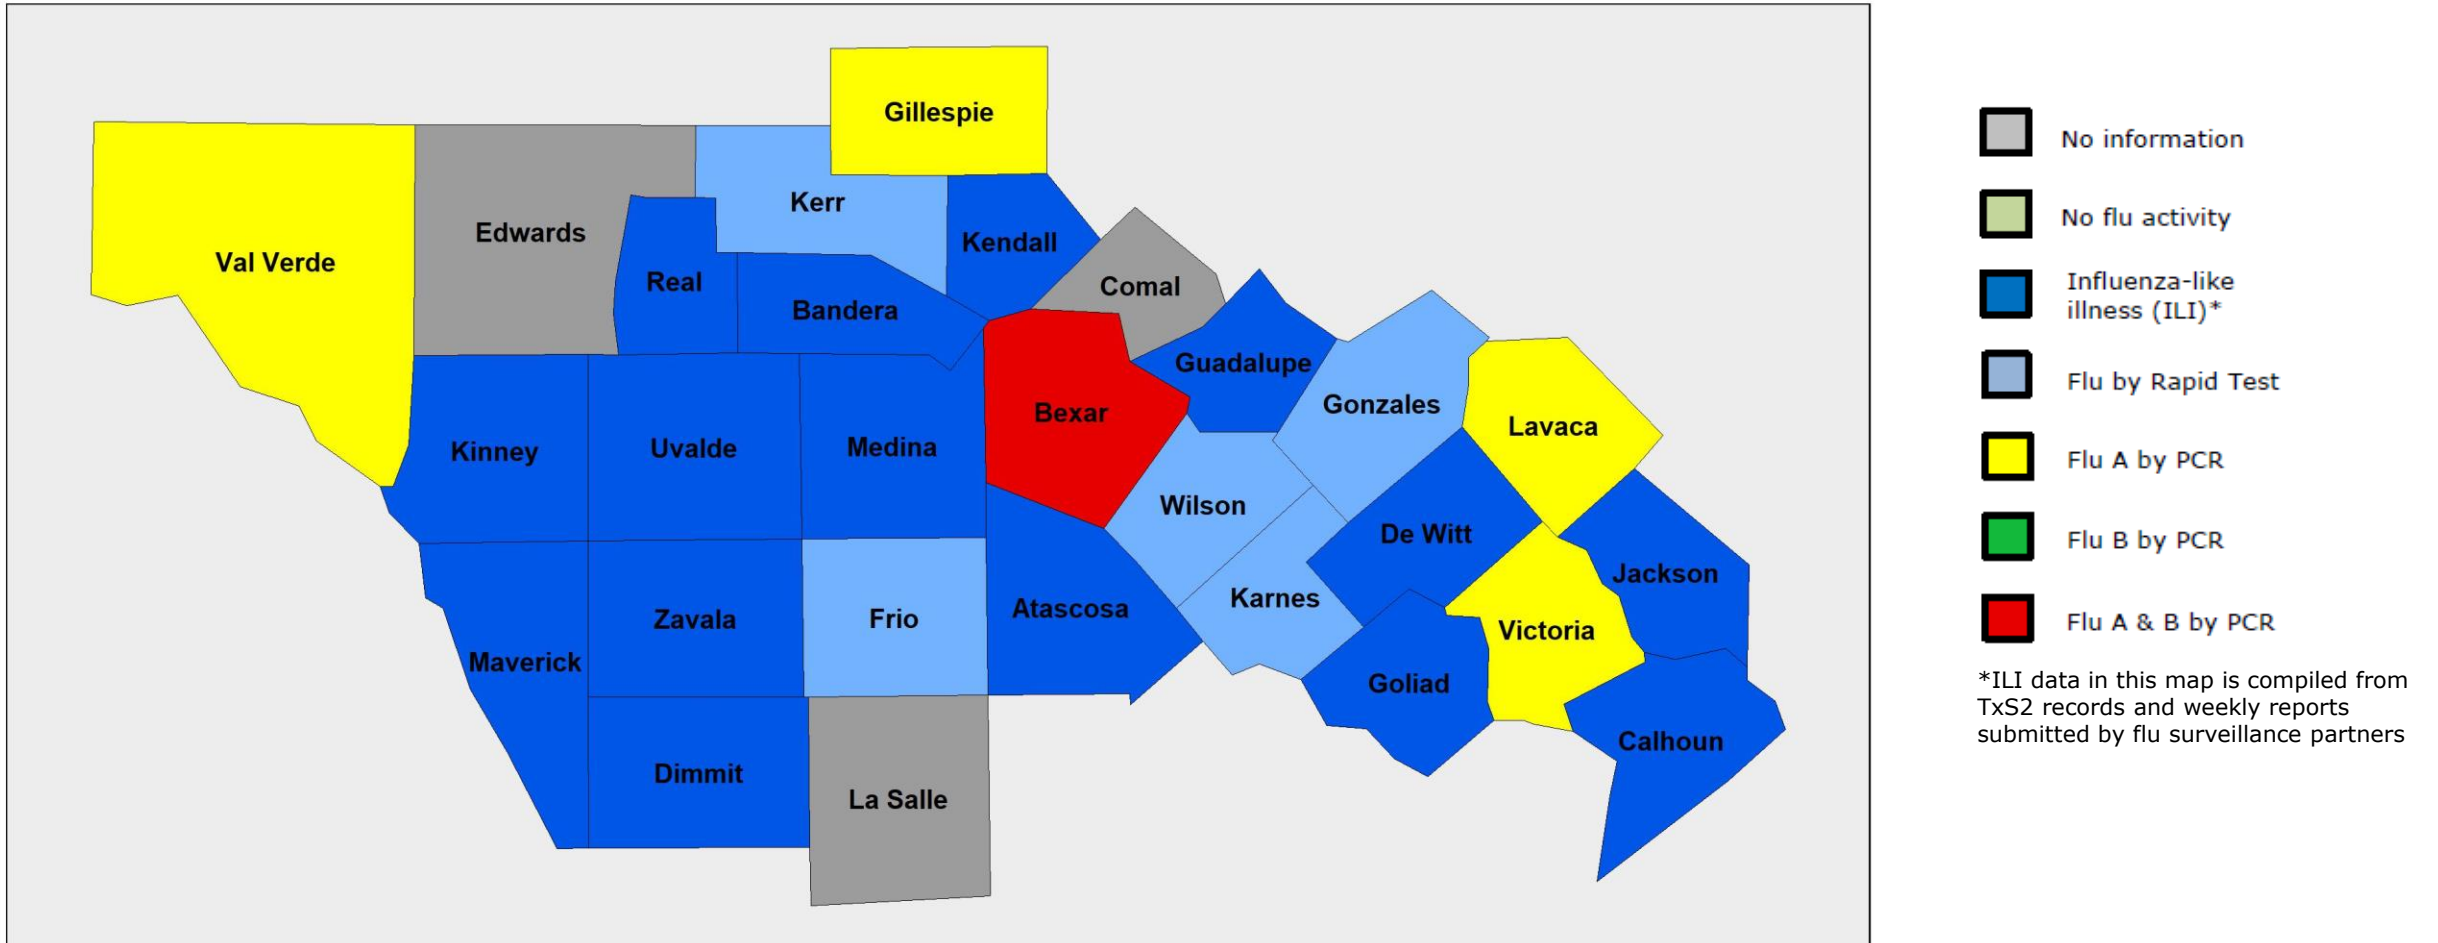 Gillespie
Kerr
Edwards
Kendall
Val Verde
Real
Comal
Bandera
Guadalupe
Gonzales
Bexar
Lavaca
Kinney
Uvalde
Medina
Wilson
De Witt
Jackson
Karnes
Atascosa
Zavala
Frio
Victoria
Maverick
Goliad
Calhoun
Dimmit
La Salle
No information
No flu activity
Influenza-like
illness (ILI)*
Flu by Rapid Test
Flu A by PCR
Flu B by PCR
Flu A & B by PCR
*ILI data in this map is compiled from
TxS2 records and weekly reports
submitted by flu surveillance partners